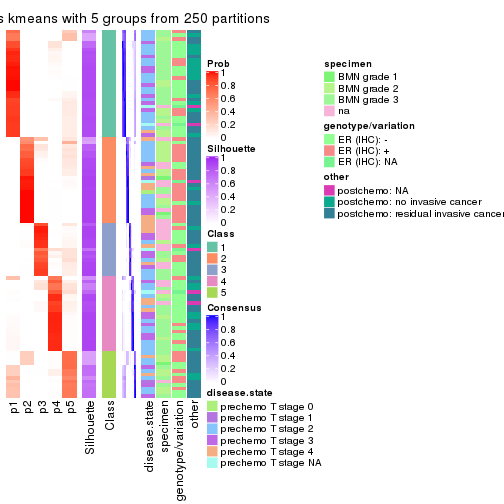 s kmeans with 5 groups from 250 partitions
Prob
1
0.8
0.6
0.4
0.2
0
Silhouette
1
0.8
0.6
0.4
0.2
0
Class
1
2
3
4
5
Consensus
1
0.8
0.6
0.4
0.2
0
disease.state
prechemo T stage 0
prechemo T stage 1
prechemo T stage 2
prechemo T stage 3
prechemo T stage 4
prechemo T stage NA
specimen
BMN grade 1
BMN grade 2
BMN grade 3
na
genotype/variation
ER (IHC): -
ER (IHC): +
ER (IHC): NA
other
postchemo: NA
postchemo: no invasive cancer
postchemo: residual invasive cancer
p1
p2
p3
p4
p5
Silhouette
Class
disease.state
specimen
genotype/variation
other